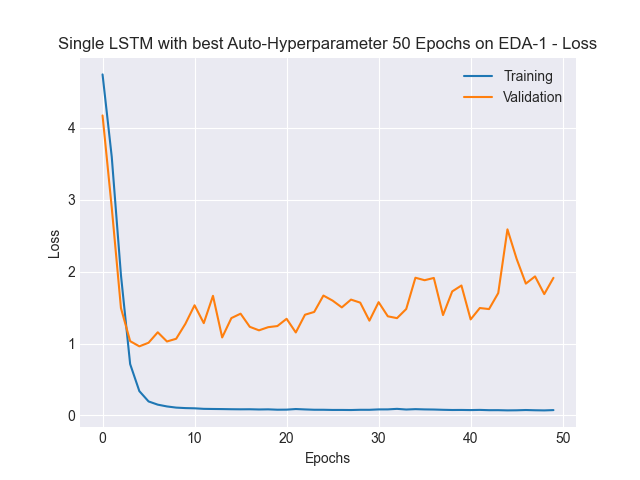 Single LSTM with best Auto-Hyperparameter 50 Epochs on EDA-1 - Loss
Training
Validation
Loss
4
3
2
1
0
0 10 20 30 40 50
Epochs